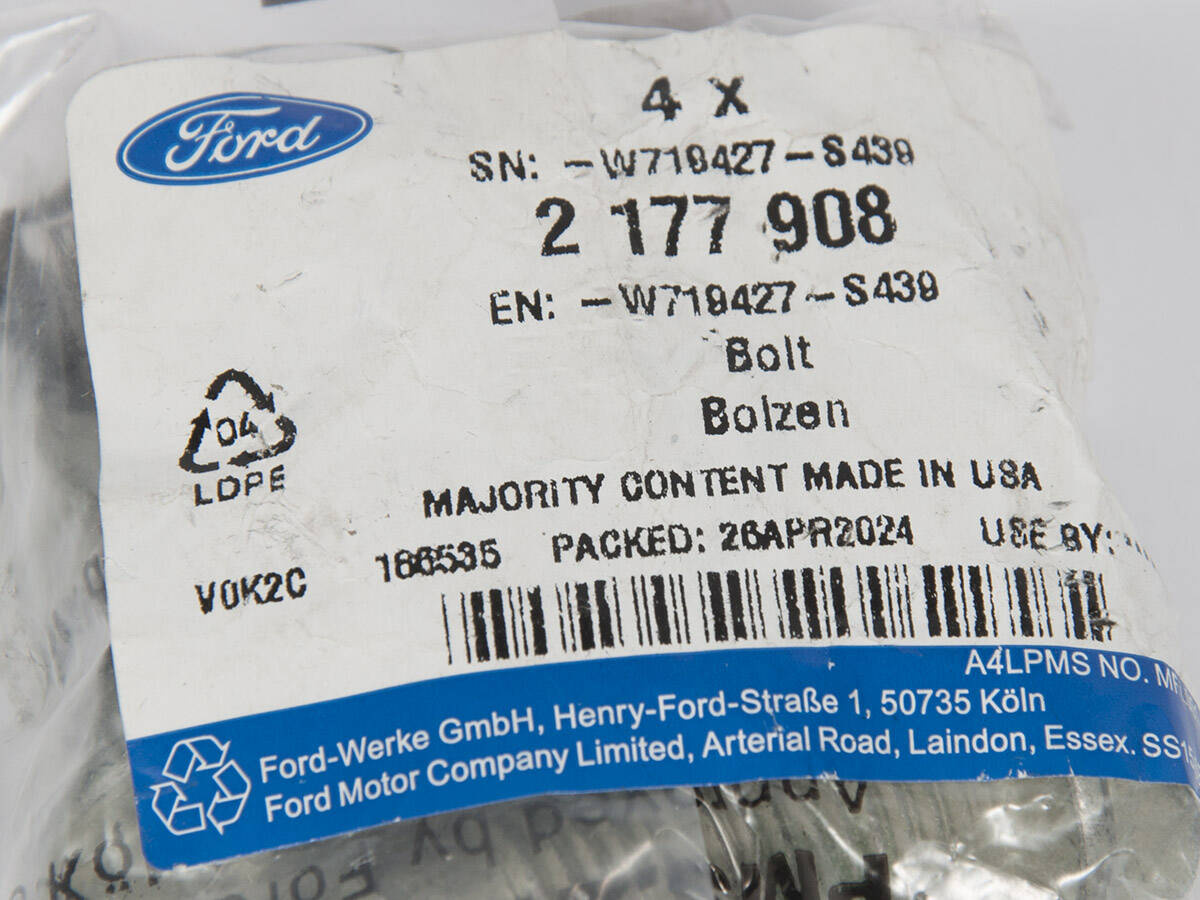 Ford
4 X
SN: -W719427-S439
2 177 908
EN: -W719427-S439
Bolt
Bolzen
04
LDPE
MAJORITY CONTENT MADE IN USA
166535 PACKED: 26APR2024 USE BY:
V0K2C
A4LPMS NO.
Ford-Werke GmbH, Henry-Ford-Straße 1, 50735 Köln
Ford Motor Company Limited, Arterial Road, Laindon, Essex.